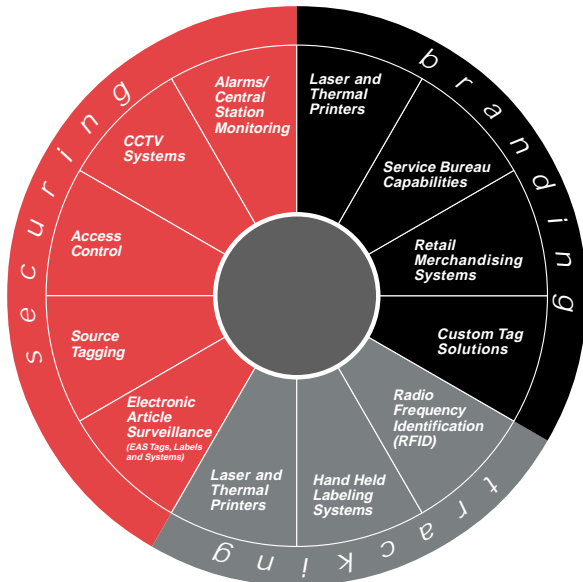 securing
branding
tracking
Alarms/
Central
Station
Monitoring
Laser and
Thermal
Printers
Service Bureau
Capabilities
Retail
Merchandising
Systems
Custom Tag
Solutions
Radio
Frequency
Identification
(RFID)
Hand Held
Labeling
Systems
Laser and
Thermal
Printers
Electronic
Article
Surveillance
(EAS Tags, Labels
and Systems)
Source
Tagging
Access
Control
CCTV
Systems